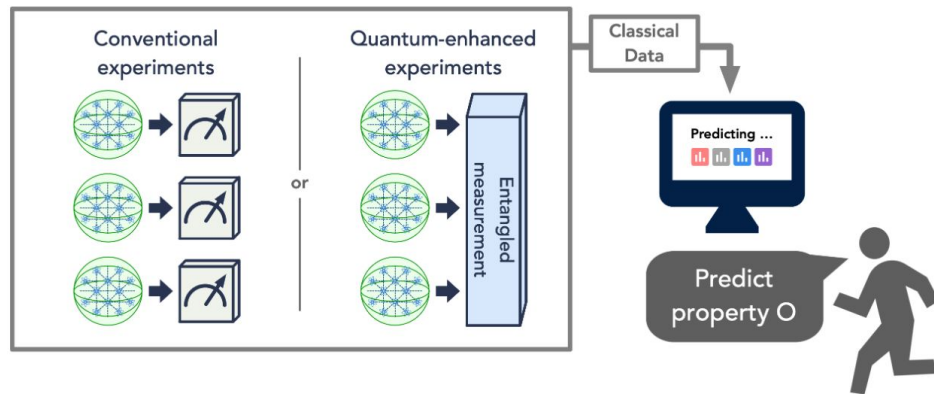 Conventional
experiments
Quantum-enhanced
experiments
or
Entangled
measurement
Classical
Data
Predicting ...
Predict
property O